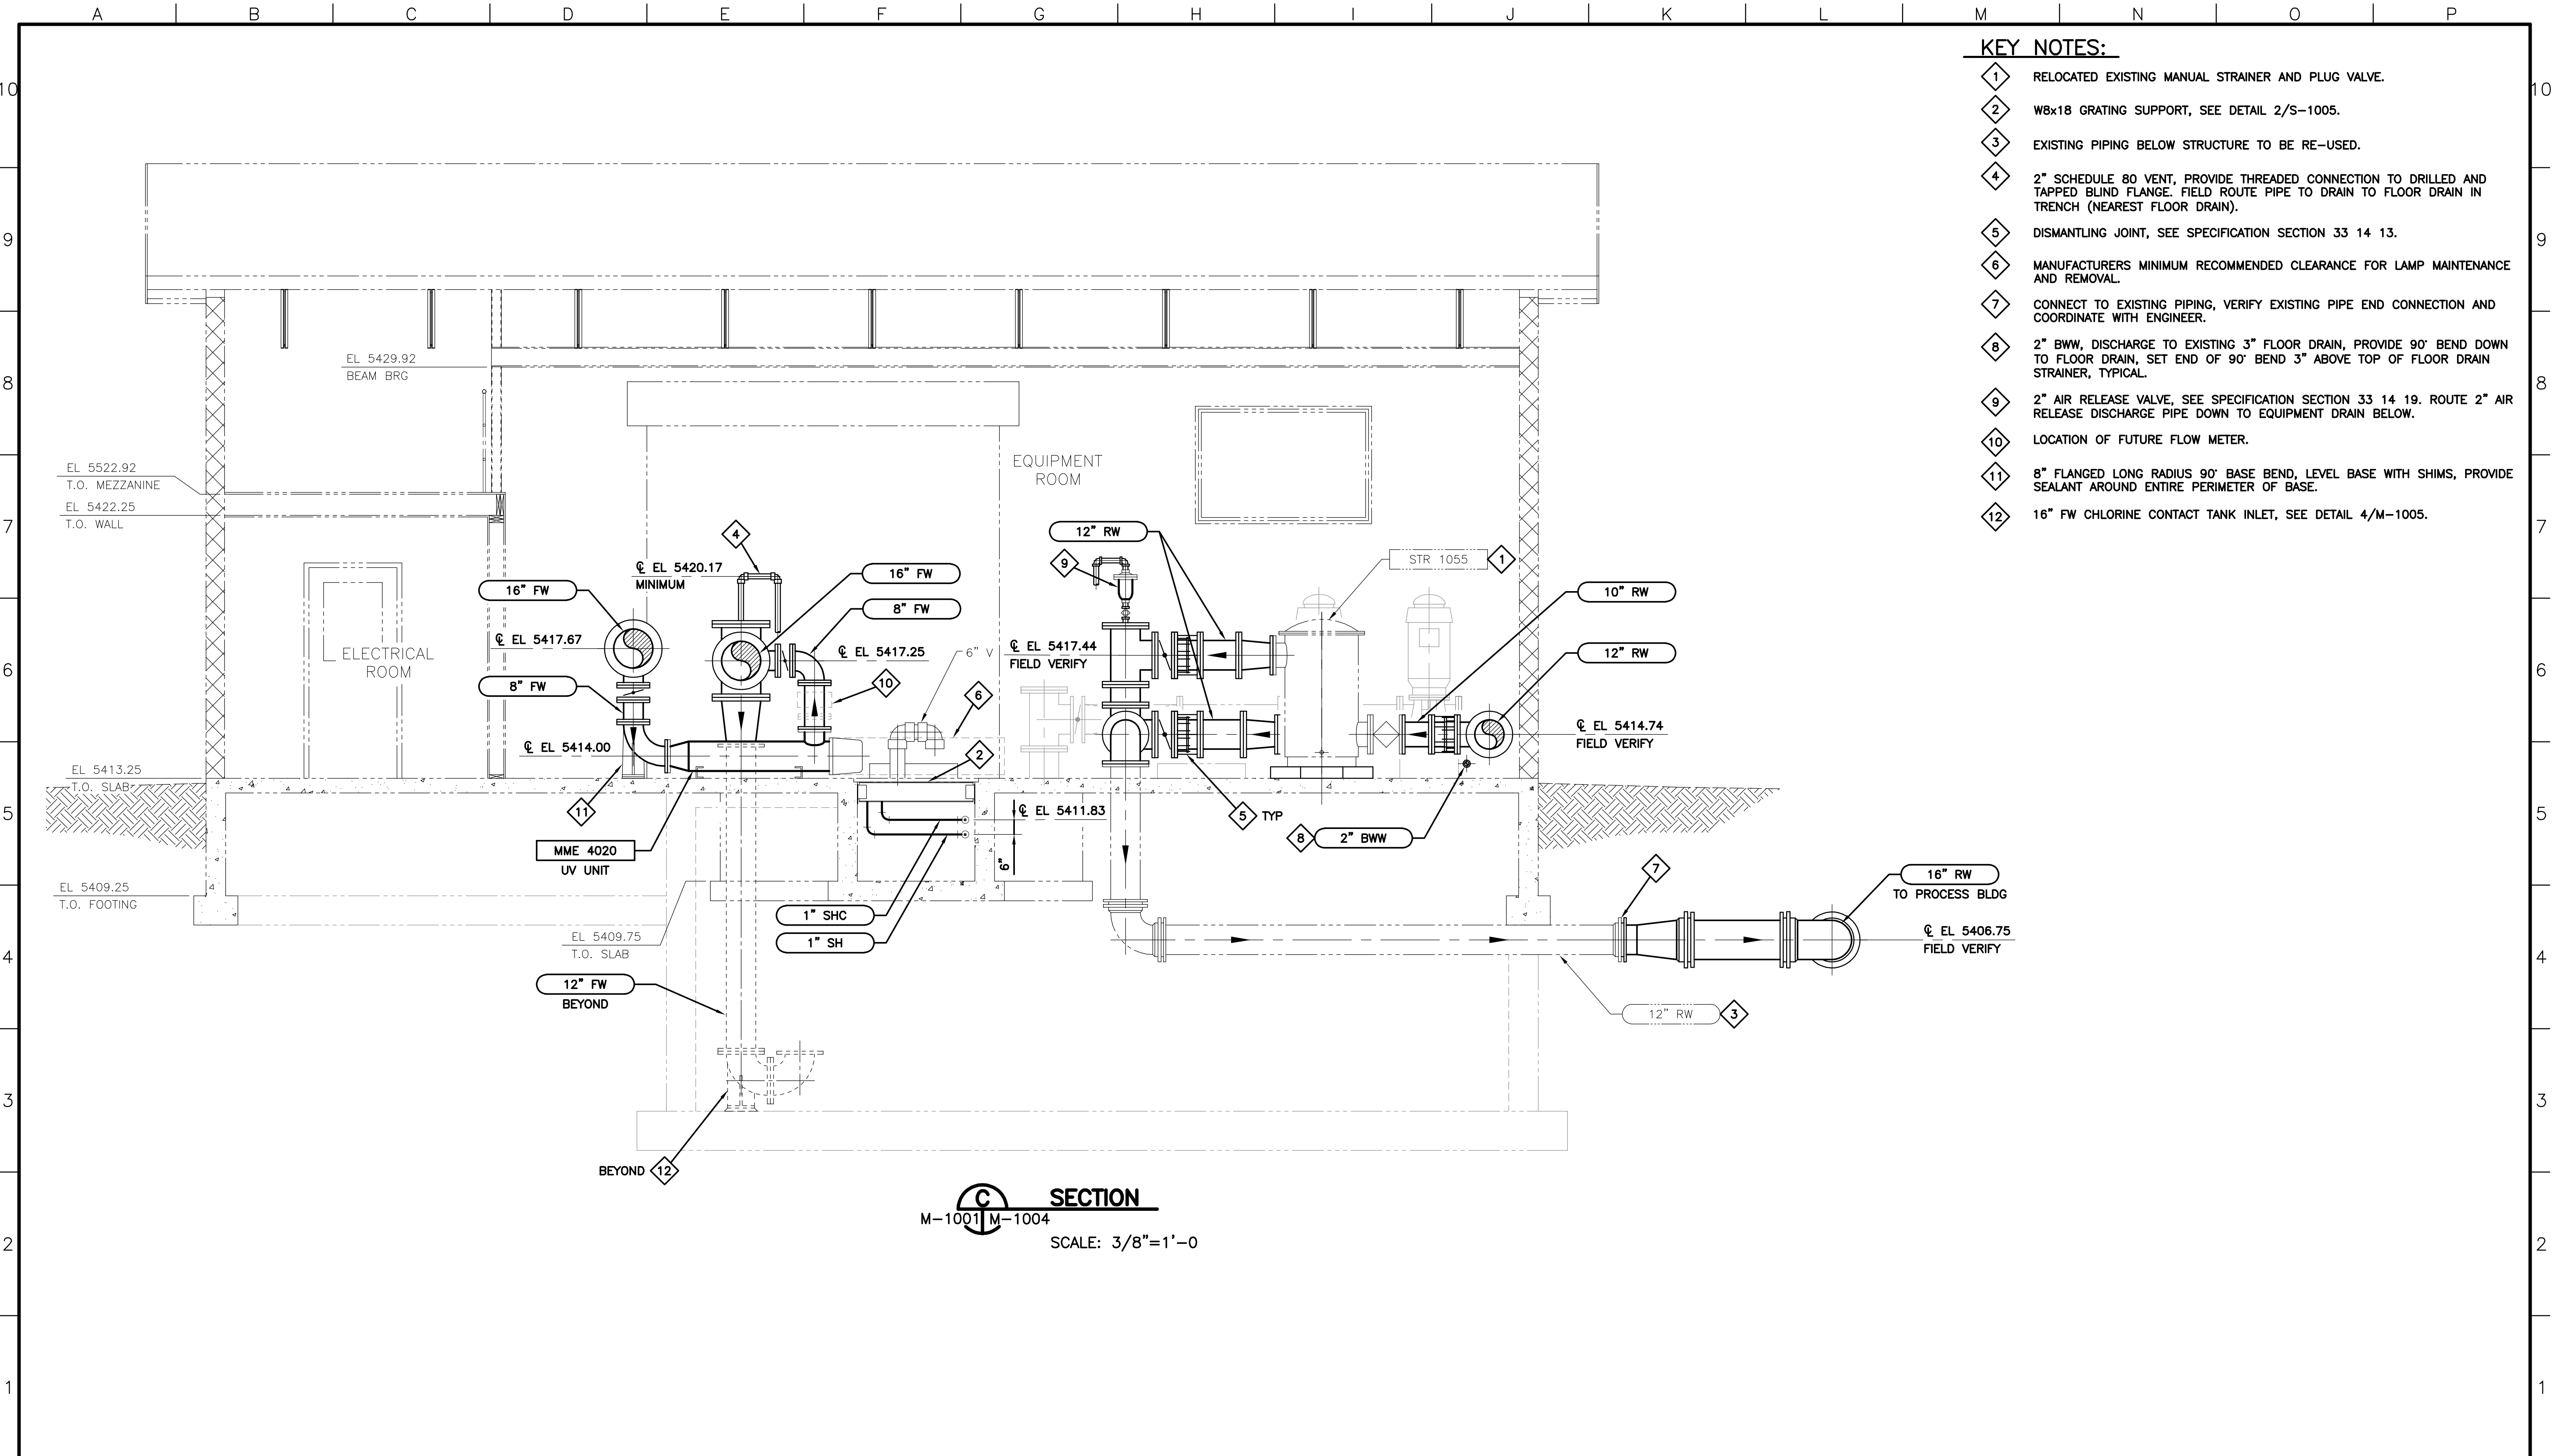 A B C D E F G H I J K L M N O P
10
9
8
7
6
5
4
3
2
1
10
9
8
7
6
5
4
3
2
1
KEY NOTES:
1 RELOCATED EXISTING MANUAL STRAINER AND PLUG VALVE.
2 W8x18 GRATING SUPPORT, SEE DETAIL 2/S-1005.
3 EXISTING PIPING BELOW STRUCTURE TO BE RE-USED.
4 2" SCHEDULE 80 VENT, PROVIDE THREADED CONNECTION TO DRILLED AND
TAPPED BLIND FLANGE. FIELD ROUTE PIPE TO DRAIN TO FLOOR DRAIN IN
TRENCH (NEAREST FLOOR DRAIN).
5 DISMANTLING JOINT, SEE SPECIFICATION SECTION 33 14 13.
6 MANUFACTURERS MINIMUM RECOMMENDED CLEARANCE FOR LAMP MAINTENANCE
AND REMOVAL.
7 CONNECT TO EXISTING PIPING, VERIFY EXISTING PIPE END CONNECTION AND
COORDINATE WITH ENGINEER.
8 2" BWW, DISCHARGE TO EXISTING 3" FLOOR DRAIN, PROVIDE 90° BEND DOWN
TO FLOOR DRAIN, SET END OF 90° BEND 3" ABOVE TOP OF FLOOR DRAIN
STRAINER, TYPICAL.
9 2" AIR RELEASE VALVE, SEE SPECIFICATION SECTION 33 14 19. ROUTE 2" AIR
RELEASE DISCHARGE PIPE DOWN TO EQUIPMENT DRAIN BELOW.
10 LOCATION OF FUTURE FLOW METER.
11 8" FLANGED LONG RADIUS 90° BASE BEND, LEVEL BASE WITH SHIMS, PROVIDE
SEALANT AROUND ENTIRE PERIMETER OF BASE.
12 16" FW CHLORINE CONTACT TANK INLET, SEE DETAIL 4/M-1005.
EL 5429.92
BEAM BRG
EL 5522.92
T.O. MEZZANINE
EL 5422.25
T.O. WALL
EQUIPMENT
ROOM
ELECTRICAL
ROOM
4
℄ EL 5420.17
MINIMUM
16" FW
16" FW
8" FW
℄ EL 5417.67
℄ EL 5417.25
6" V
8" FW
10
6
℄ EL 5414.00
2
12" RW
9
STR 1055
1
℄ EL 5417.44
FIELD VERIFY
10" RW
12" RW
℄ EL 5414.74
FIELD VERIFY
EL 5413.25
T.O. SLAB
11
MME 4020
UV UNIT
℄ EL 5411.83
6"
5 TYP
8
2" BWW
EL 5409.25
T.O. FOOTING
1" SHC
1" SH
EL 5409.75
T.O. SLAB
12" FW
BEYOND
7
16" RW
TO PROCESS BLDG
℄ EL 5406.75
FIELD VERIFY
12" RW
3
BEYOND 12
C SECTION
M-1001 M-1004
SCALE: 3/8"=1'-0